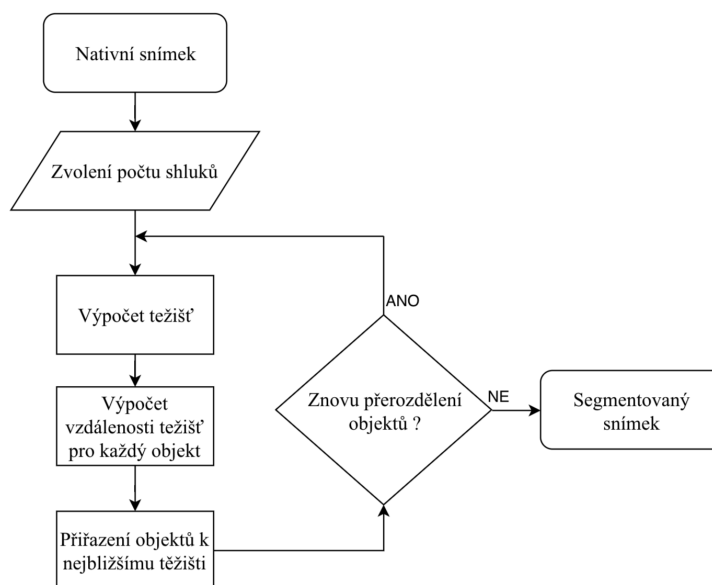 Nativní snímek
Zvolení počtu shluků
Výpočet težišť
Výpočet
vzdálenosti težišť
pro každý objekt
Přiřazení objektů k
nejbližšímu těžišti
ANO
Znovu přerozdělení
objektů ?
NE
Segmentovaný
snímek